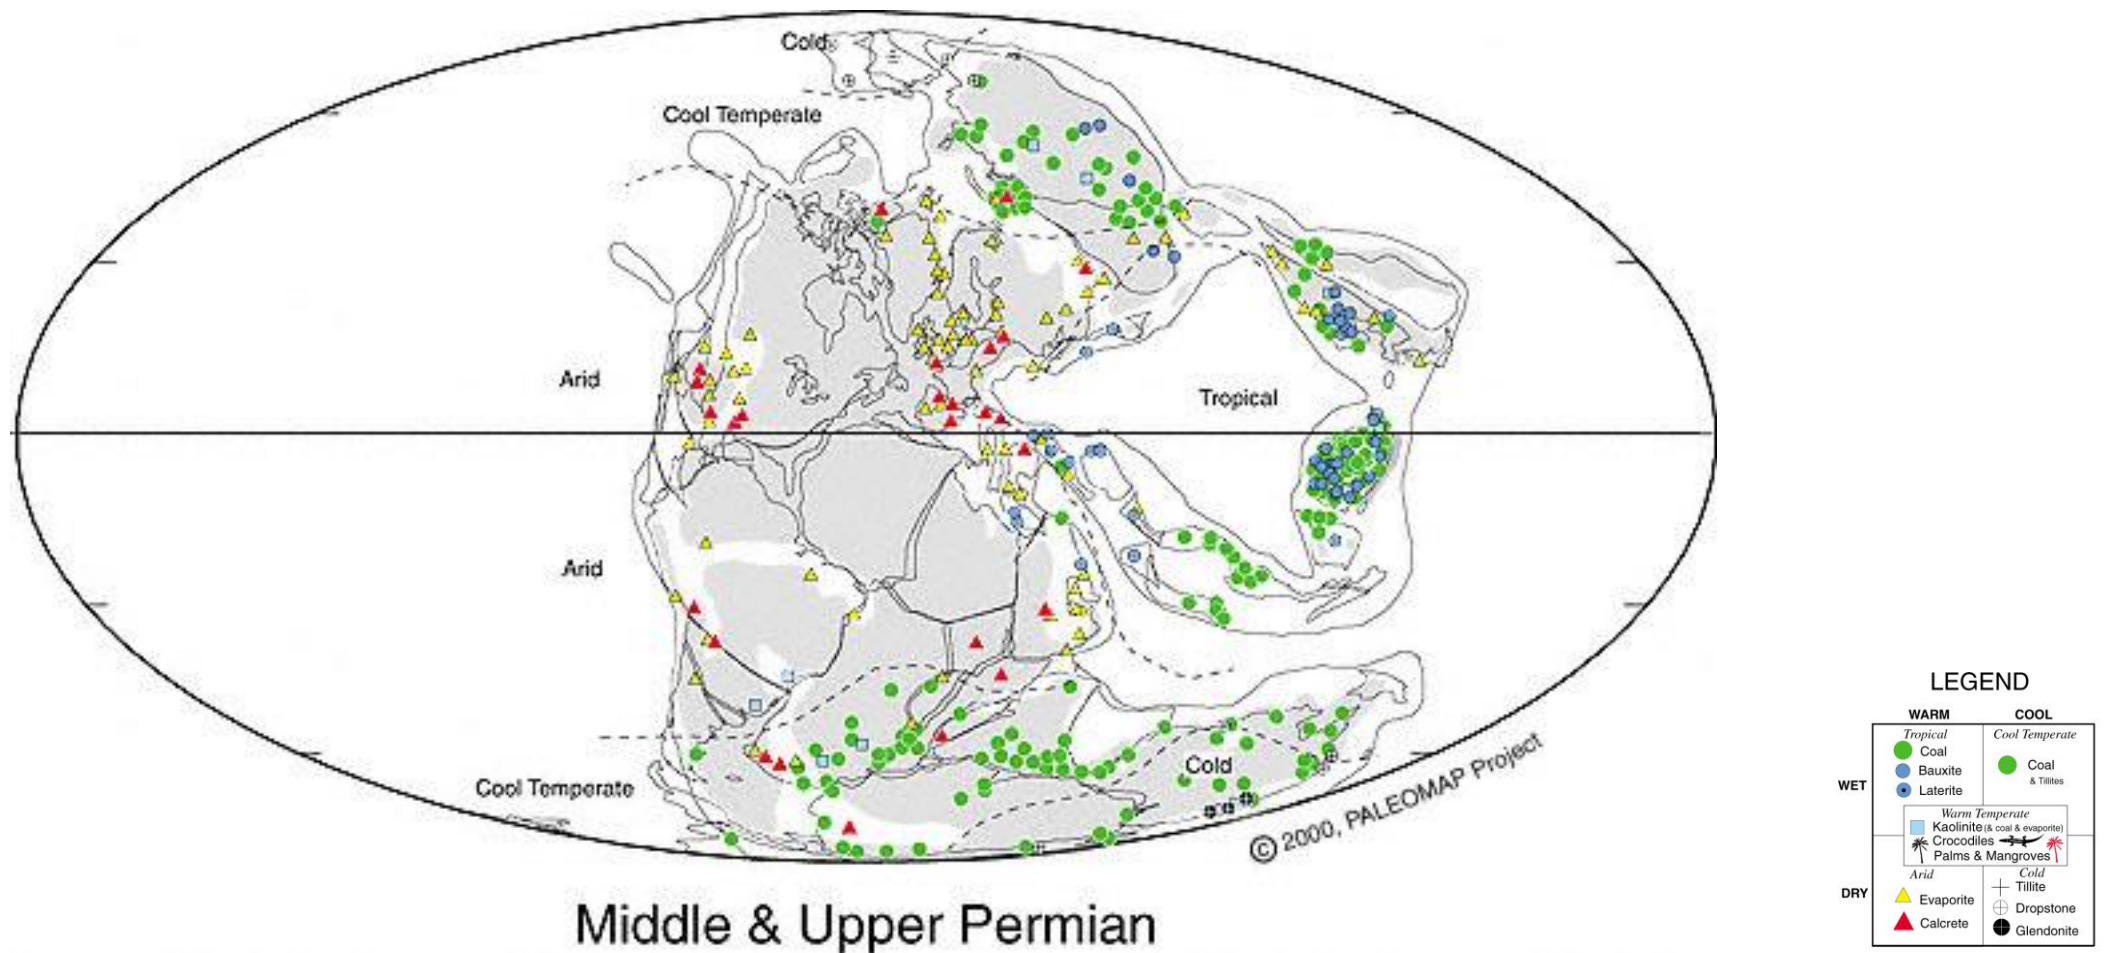 Cold
Cool Temperate
Arid
Tropical
Arid
Cold
Cool Temperate
© 2000, PALEOMAP Project
Middle & Upper Permian
LEGEND
WARM COOL
Tropical Cool Temperate
Coal Coal
& Tillites
WET
Bauxite
Laterite
Warm Temperate
Kaolinite (& coal & evaporite)
Crocodiles
Palms & Mangroves
Arid Cold
DRY
Tillite
Evaporite
Dropstone
Calcrete
Glendonite